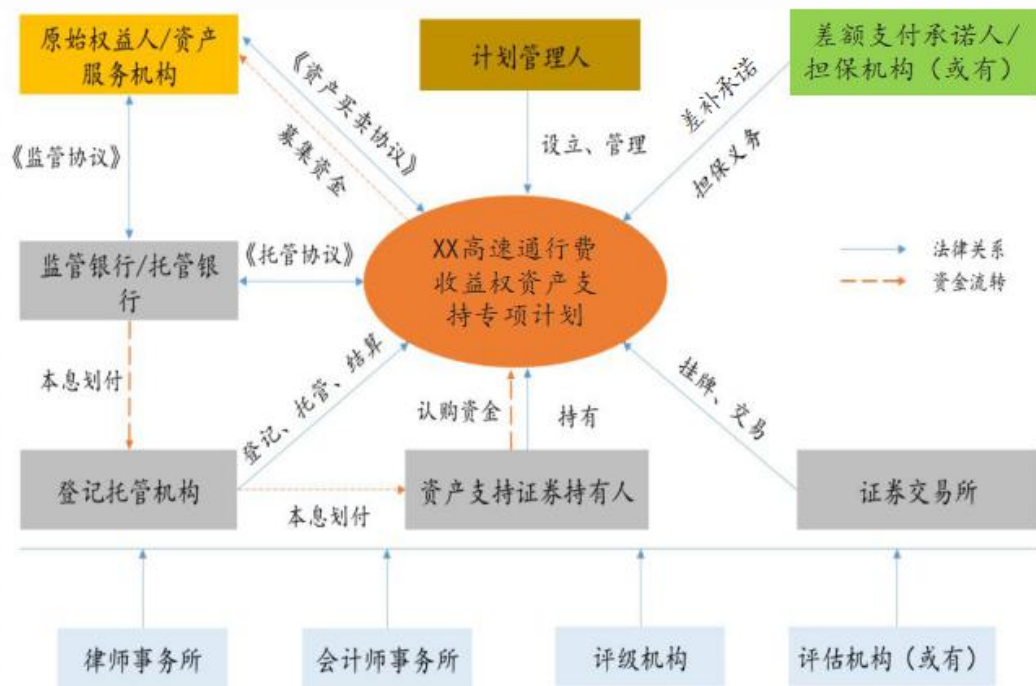 原始权益人/资产
服务机构
计划管理人
差额支付承诺人/
担保机构（或有）
《资产买卖协议》
募集资金
设立、管理
差补承诺
担保义务
《监管协议》
监管银行/托管银
行
《托管协议》
XX高速通行费
收益权资产支
持专项计划
法律关系
资金流转
本息划付
登记、托管、结算
认购资金
持有
挂牌、交易
登记托管机构
本息划付
资产支持证券持有人
证券交易所
律师事务所
会计师事务所
评级机构
评估机构（或有）